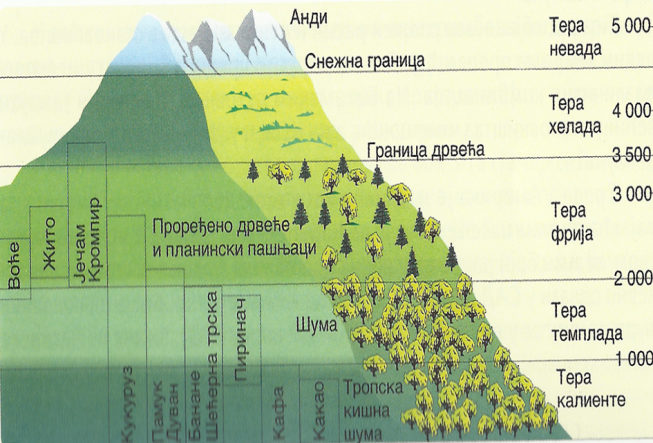 Анди
Снежна граница
Граница дрвећа
Проређено дрвеће
и планински пашњаци
Шума
Тропска
кишна
шума
Воће
Жито
Јечам
Кромпир
Кукуруз
Памук
Дуван
Банане
Шећерна трска
Пиринач
Кафа
Какао
Тера
невада
Тера
хелада
Тера
фрија
Тера
темплада
Тера
калиенте
5 000
4 000
3 500
3 000
2 000
1 000